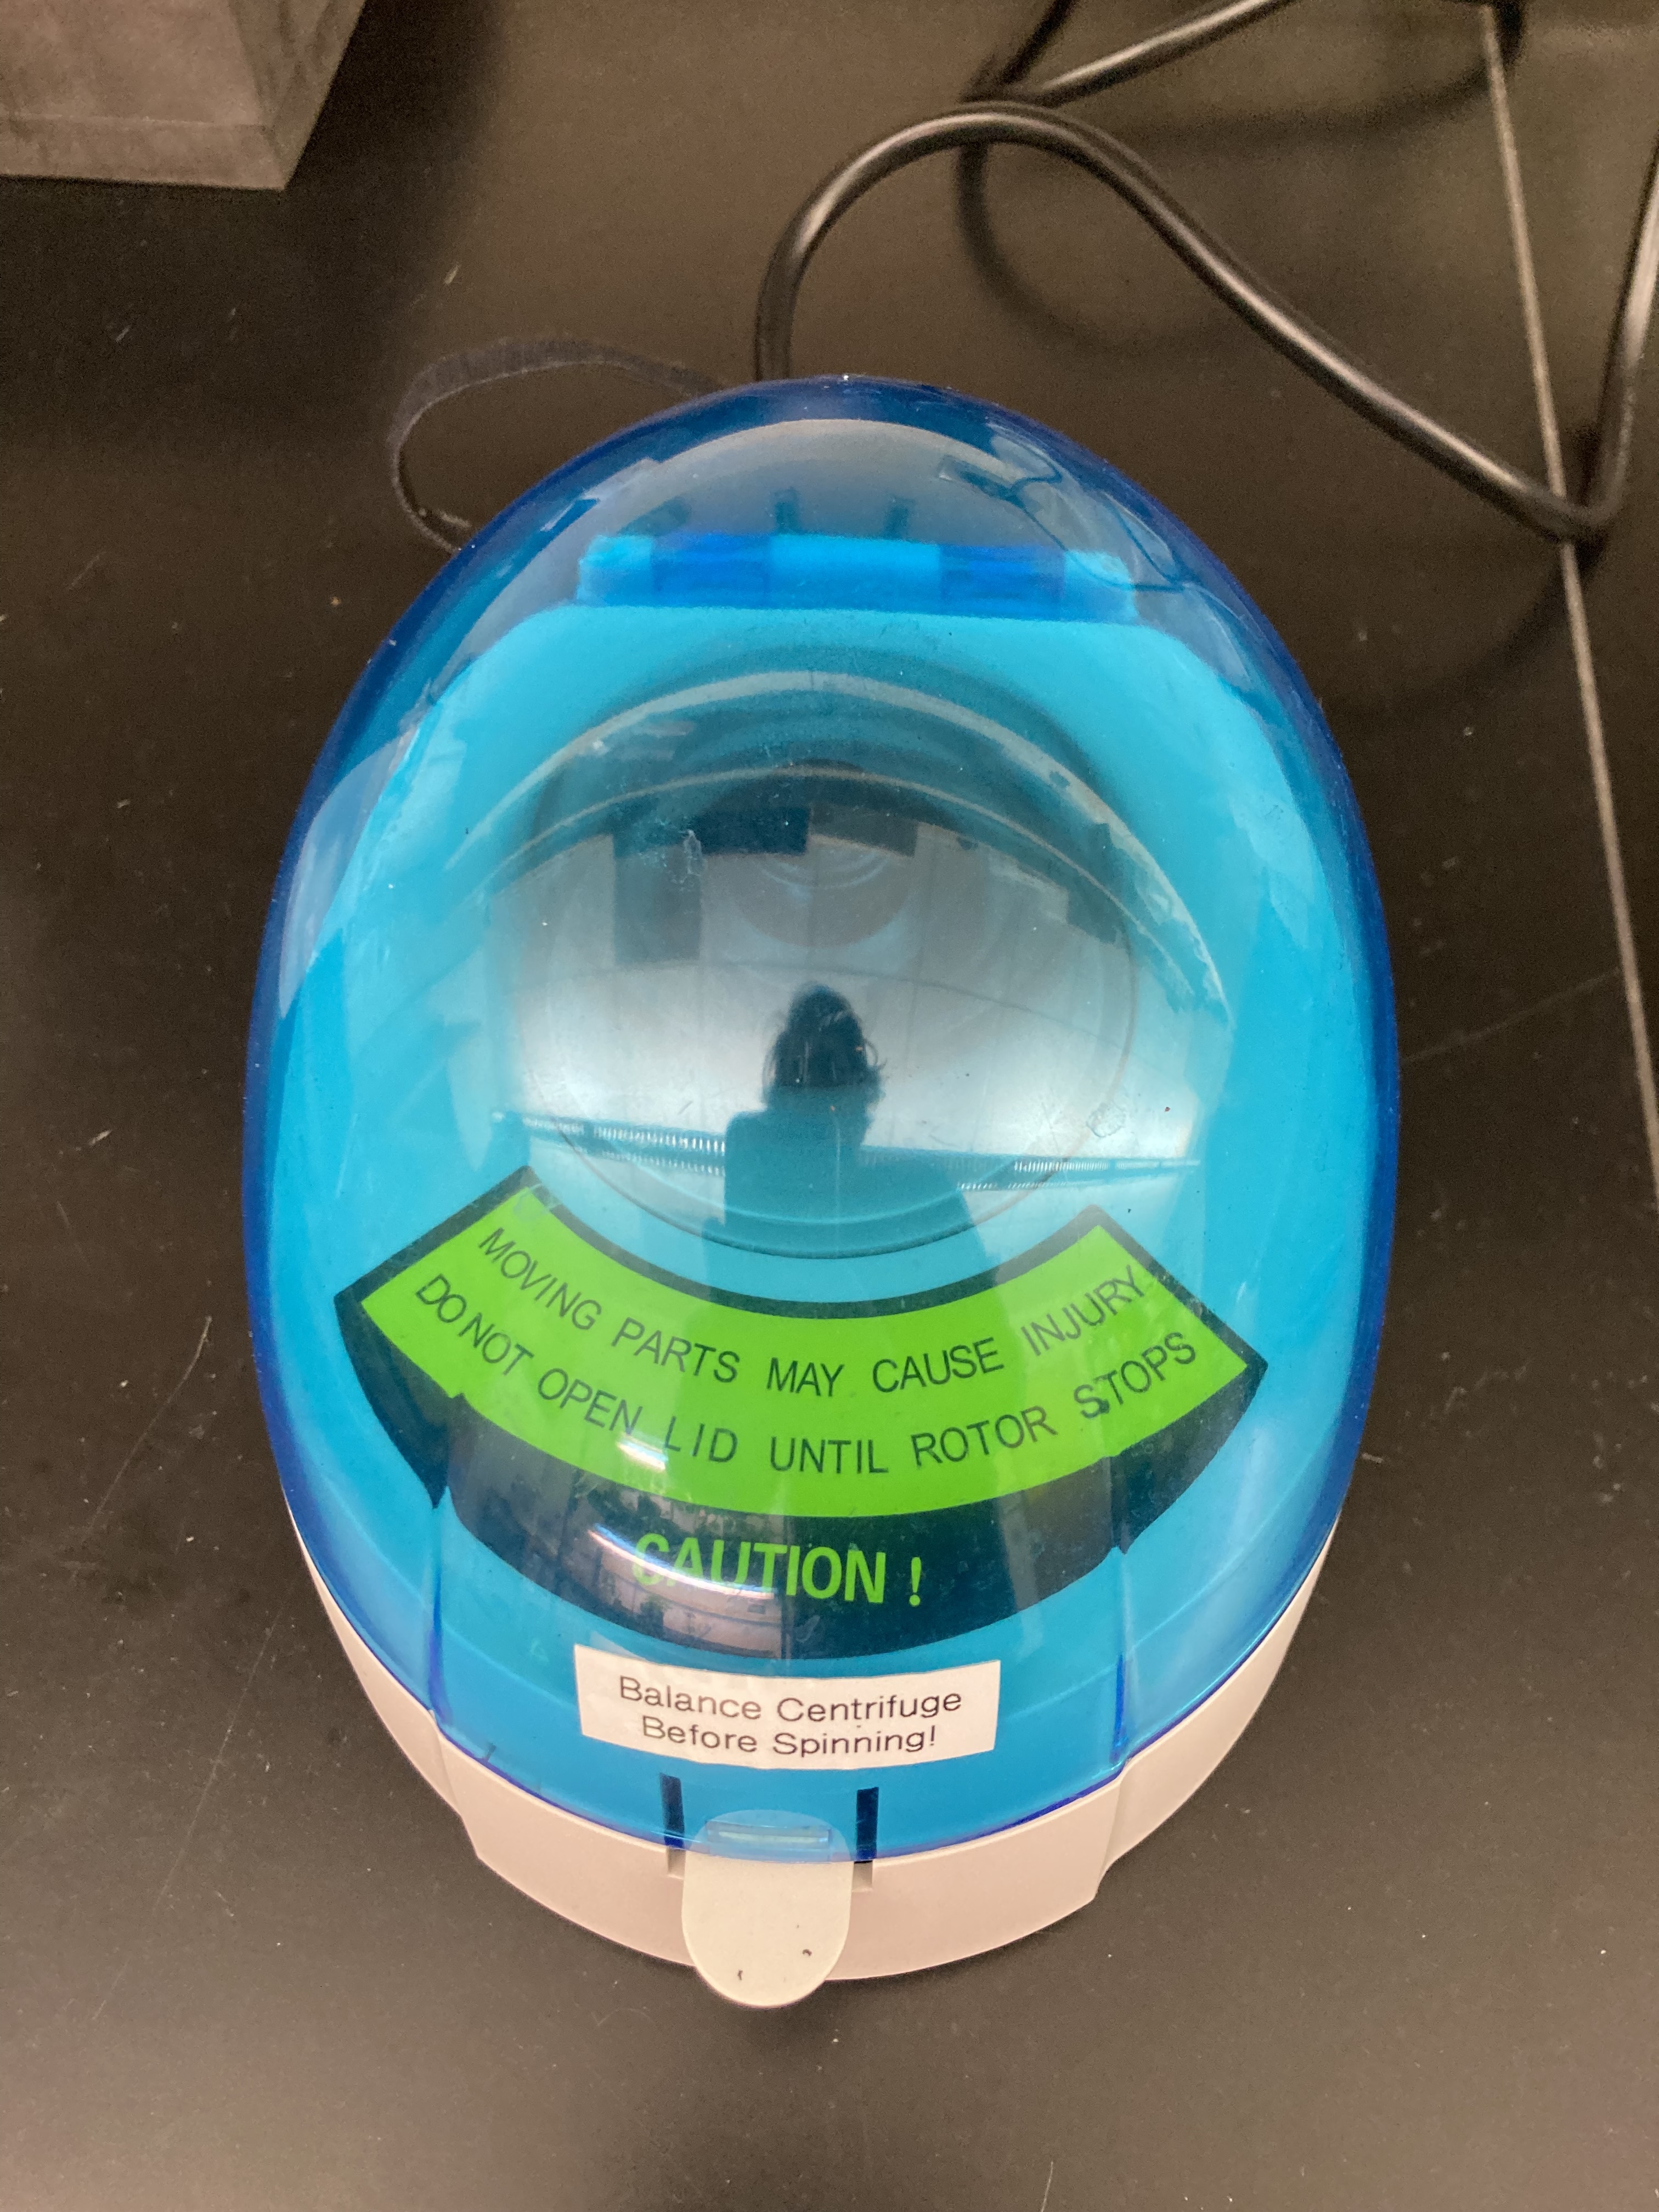 MOVING PARTS MAY CAUSE INJURY
DO NOT OPEN LID UNTIL ROTOR STOPS
CAUTION !
Balance Centrifuge
Before Spinning!